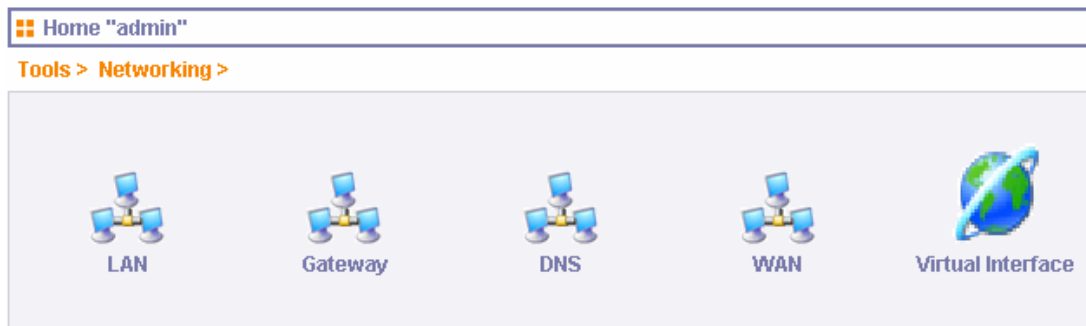 Home "admin"
Tools > Networking >
LAN Gateway DNS WAN Virtual Interface